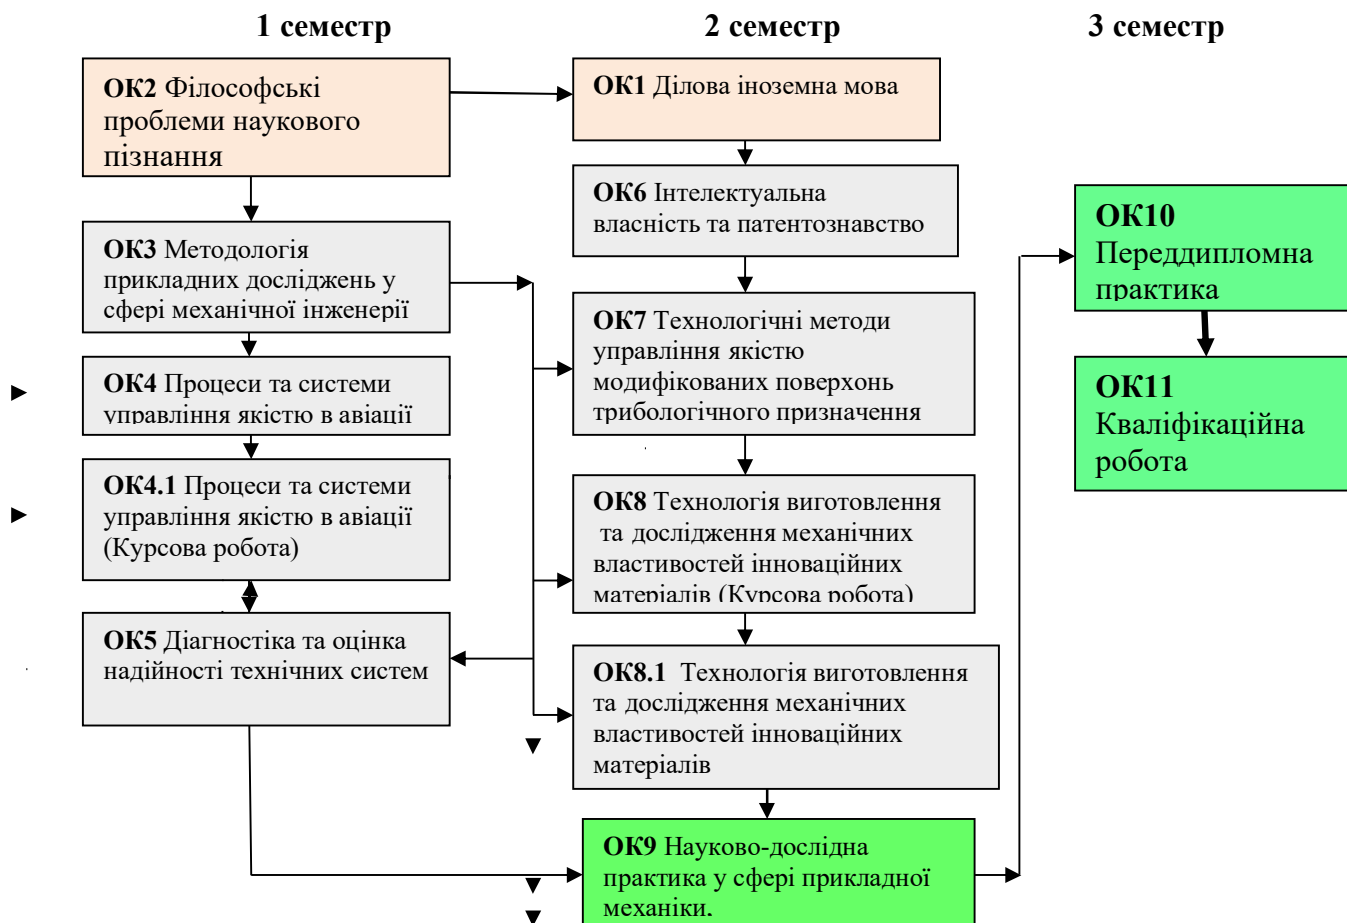 1 семестр
2 семестр
3 семестр
ОК2 Філософські
проблеми наукового
пізнання
ОК3 Методологія
прикладних досліджень у
сфері механічної інженерії
ОК4 Процеси та системи
управління якістю в авіації
ОК4.1 Процеси та системи
управління якістю в авіації
(Курсова робота)
ОК5 Діагностіка та оцінка
надійності технічних систем
ОК1 Ділова іноземна мова
ОК6 Інтелектуальна
власність та патентознавство
ОК7 Технологічні методи
управління якістю
модифікованих поверхонь
трибологічного призначення
ОК8 Технологія виготовлення
та дослідження механічних
властивостей інноваційних
матеріалів (Курсова робота)
ОК8.1 Технологія виготовлення
та дослідження механічних
властивостей інноваційних
матеріалів
ОК9 Науково-дослідна
практика у сфері прикладної
механіки.
ОК10
Переддипломна
практика
ОК11
Кваліфікаційна
робота